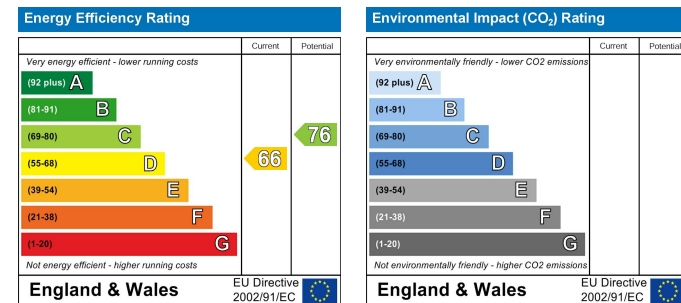 Energy Efficiency Rating
Current Potential
Very energy efficient - lower running costs
(92 plus) A
(81-91) B
(69-80) C
(55-68) D
(39-54) E
(21-38) F
(1-20) G
66
76
Not energy efficient - higher running costs
England & Wales
EU Directive
2002/91/EC
Environmental Impact (CO₂) Rating
Current Potential
Very environmentally friendly - lower CO2 emissions
(92 plus) A
(81-91) B
(69-80) C
(55-68) D
(39-54) E
(21-38) F
(1-20) G
Not environmentally friendly - higher CO2 emissions
England & Wales
EU Directive
2002/91/EC